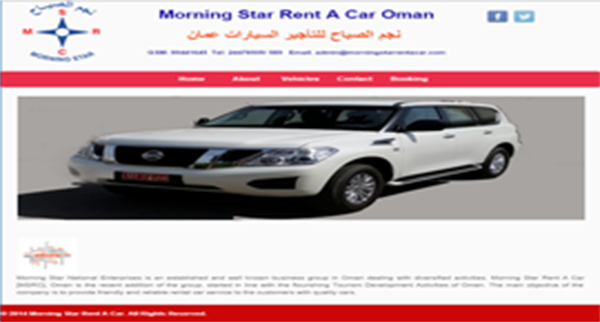 نجم الصباح
S
M R
C
MORNING STAR
Morning Star Rent A Car Oman
نجم الصباح للتأجير السيارات عمان
GSM: Tel: Email: admin@morningstarrentacar.com
Home About Vehicles Contact Booking
Morning Star National Enterprises is an established and well known business group in Oman dealing with diversified activities. Morning Star Rent A Car
[MSRC], Oman is the recent addition of the group, started in line with the flourishing Tourism Development Activities of Oman. The main objective of the
company is to provide friendly and reliable rental car service to the customers with quality cars.
© 2014 Morning Star Rent A Car. All Rights Reserved.